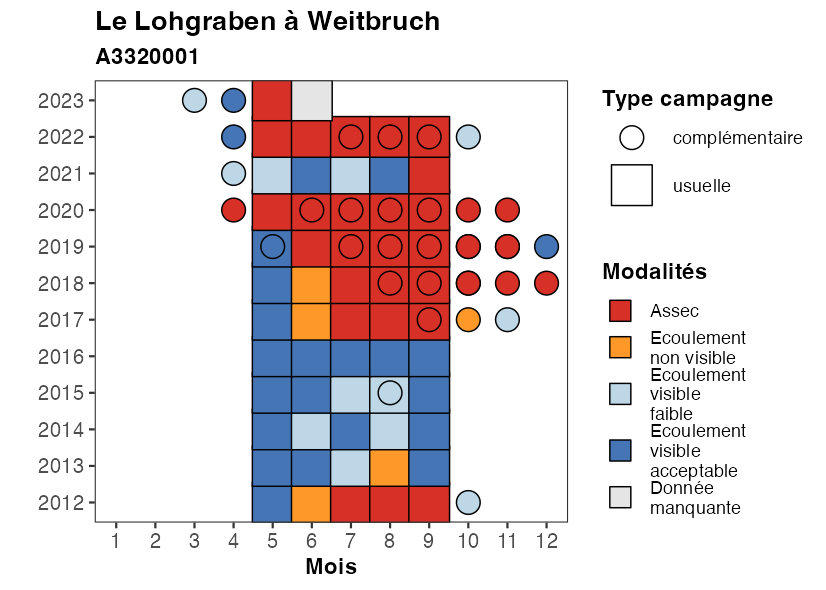 Le Lohgraben à Weitbruch
A3320001
2023
2022
2021
2020
2019
2018
2017
2016
2015
2014
2013
2012
1 2 3 4 5 6 7 8 9 10 11 12
Mois
Type campagne
complémentaire
usuelle
Modalités
Assec
Ecoulement
non visible
Ecoulement
visible
faible
Ecoulement
visible
acceptable
Donnée
manquante